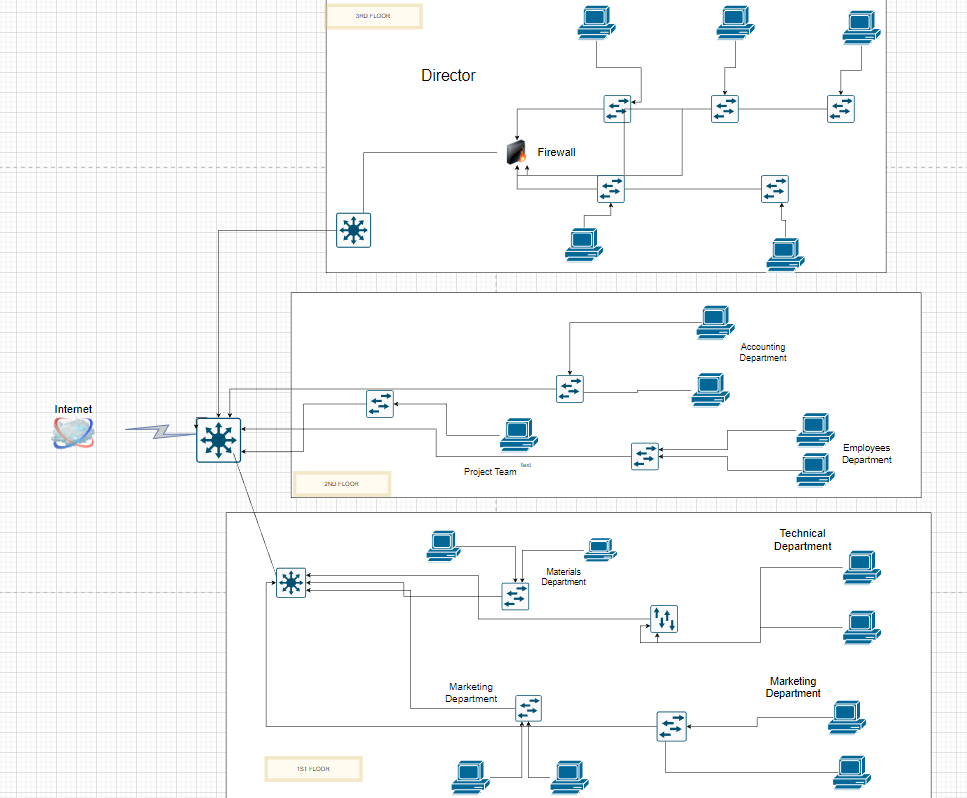 3RD FLOOR
Director
Firewall
Internet
Accounting
Department
Project Team
Text
Employees
Department
2ND FLOOR
Technical
Department
Materials
Department
Marketing
Department
Marketing
Department
1ST FLOOR